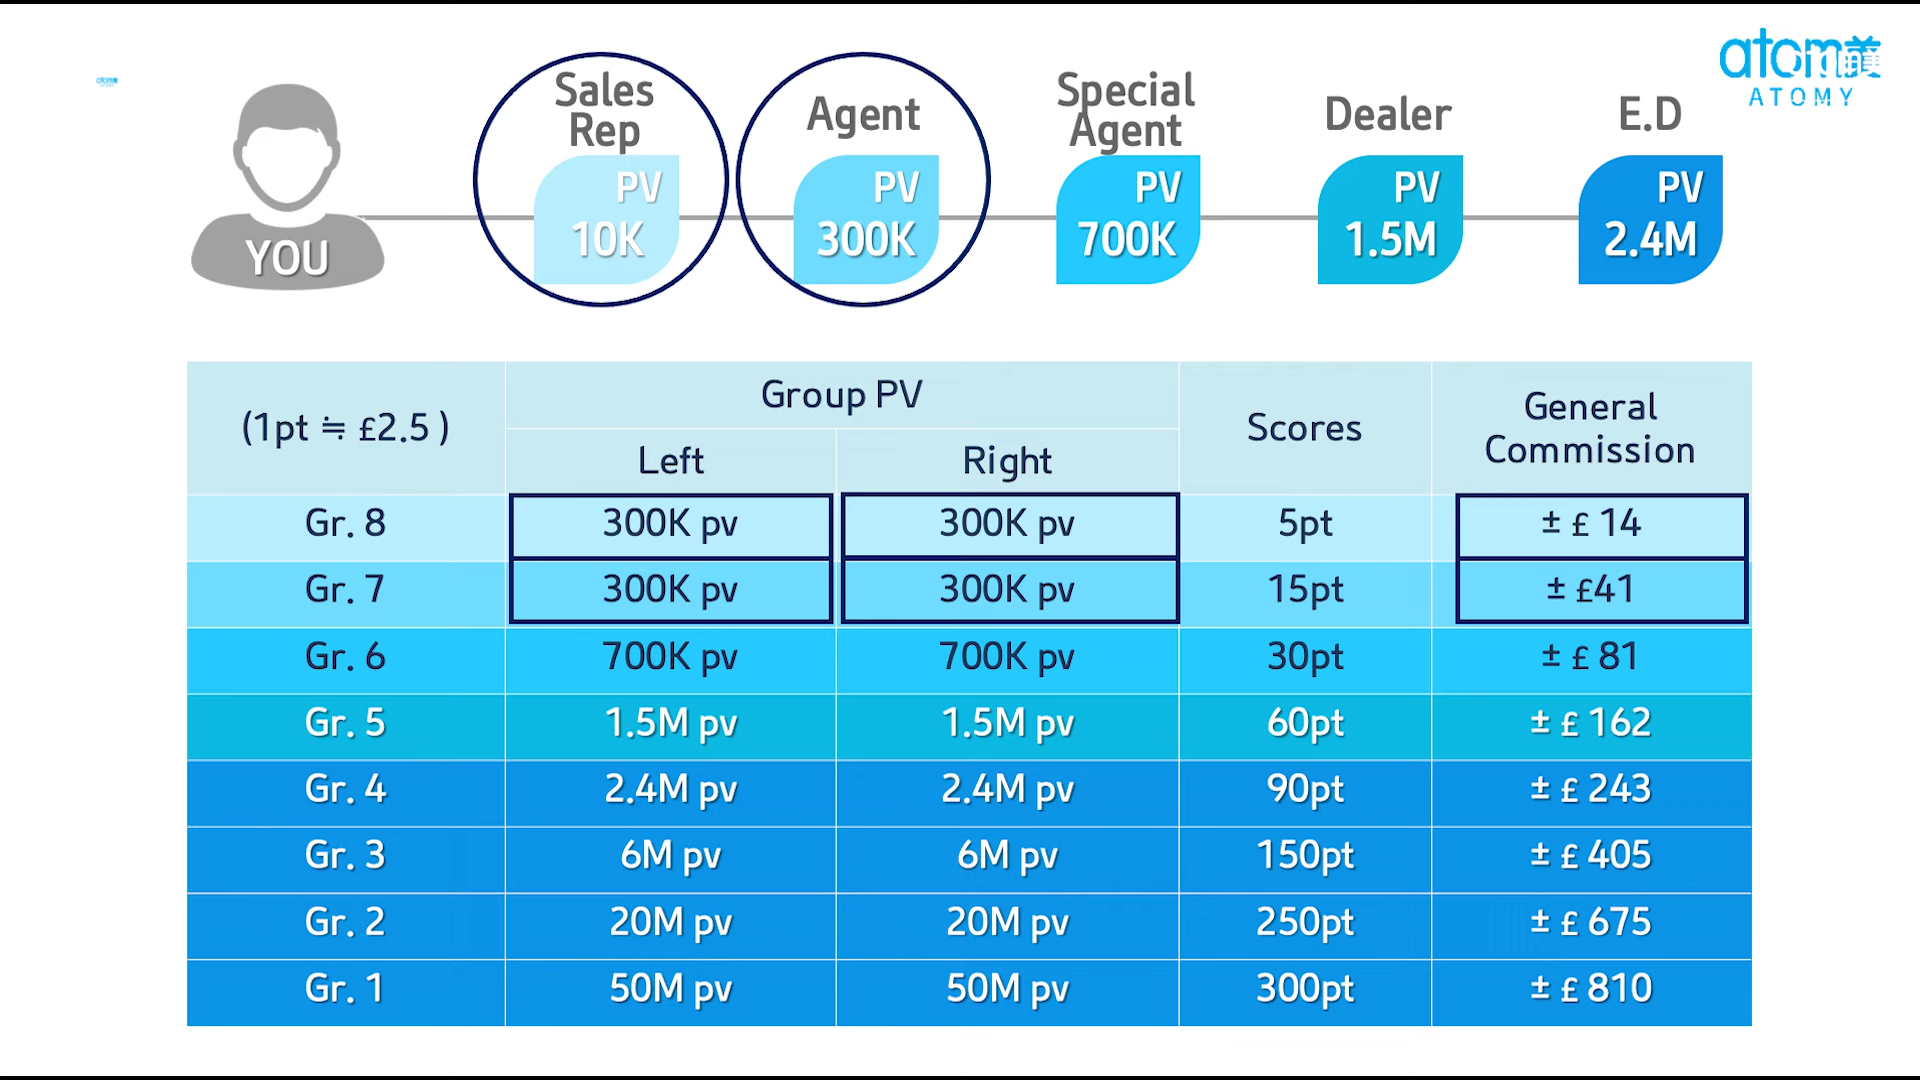 atom美
ATOMY
Sales
Rep
Agent
Special
Agent
Dealer
E.D
YOU
PV
10K
PV
300K
PV
700K
PV
1.5M
PV
2.4M
(1pt ≒ £2.5 )
Group PV
Left
Right
Scores
General
Commission
Gr. 8 300K pv 300K pv 5pt ± £ 14
Gr. 7 300K pv 300K pv 15pt ± £41
Gr. 6 700K pv 700K pv 30pt ± £ 81
Gr. 5 1.5M pv 1.5M pv 60pt ± £ 162
Gr. 4 2.4M pv 2.4M pv 90pt ± £ 243
Gr. 3 6M pv 6M pv 150pt ± £ 405
Gr. 2 20M pv 20M pv 250pt ± £ 675
Gr. 1 50M pv 50M pv 300pt ± £ 810